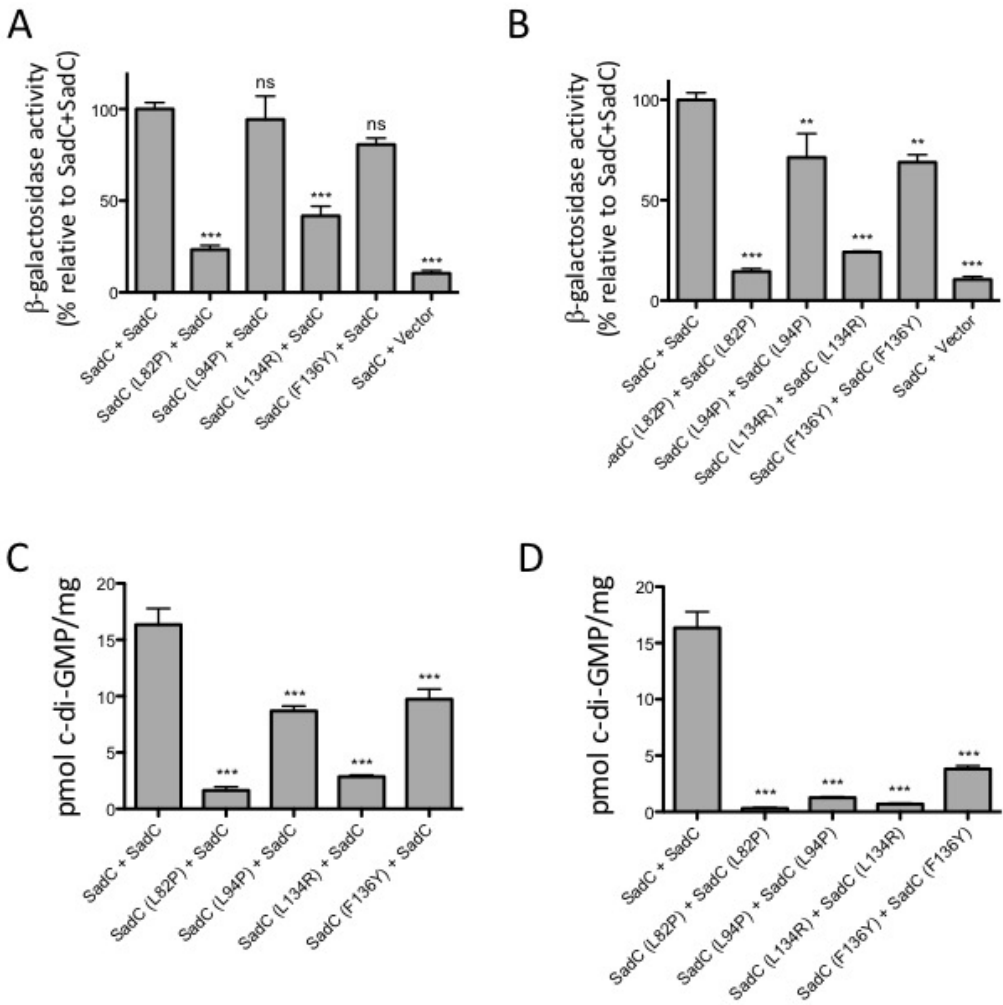 A
β-galactosidase activity
(% relative to SadC+SadC)
100
50
0
ns
ns
***
***
***
SadC + SadC
SadC (L82P) + SadC
SadC (L94P) + SadC
SadC (L134R) + SadC
SadC (F136Y) + SadC
SadC + Vector
B
β-galactosidase activity
(% relative to SadC+SadC)
100
50
0
**
**
***
***
***
SadC + SadC
SadC (L82P) + SadC (L82P)
SadC (L94P) + SadC (L94P)
SadC (L134R) + SadC (L134R)
SadC (F136Y) + SadC (F136Y)
SadC + Vector
C
pmol c-di-GMP/mg
20
15
10
5
0
***
***
***
***
SadC + SadC
SadC (L82P) + SadC
SadC (L94P) + SadC
SadC (L134R) + SadC
SadC (F136Y) + SadC
D
pmol c-di-GMP/mg
20
15
10
5
0
***
***
***
***
SadC + SadC
SadC (L82P) + SadC (L82P)
SadC (L94P) + SadC (L94P)
SadC (L134R) + SadC (L134R)
SadC (F136Y) + SadC (F136Y)